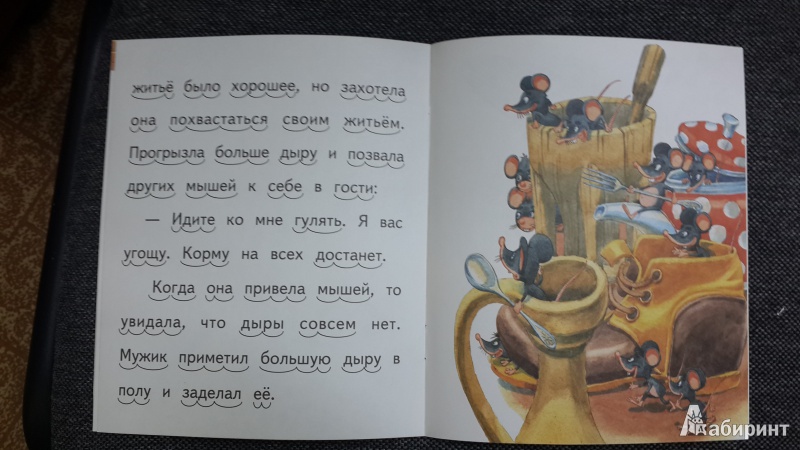 житьё было хорошее, но захотела
она похвастаться своим житьём.
Прогрызла больше дыру и позвала
других мышей к себе в гости:
— Идите ко мне гулять. Я вас
угощу. Корму на всех достанет.
Когда она привела мышей, то
увидала, что дыры совсем нет.
Мужик приметил большую дыру в
полу и заделал её.
Лабиринт